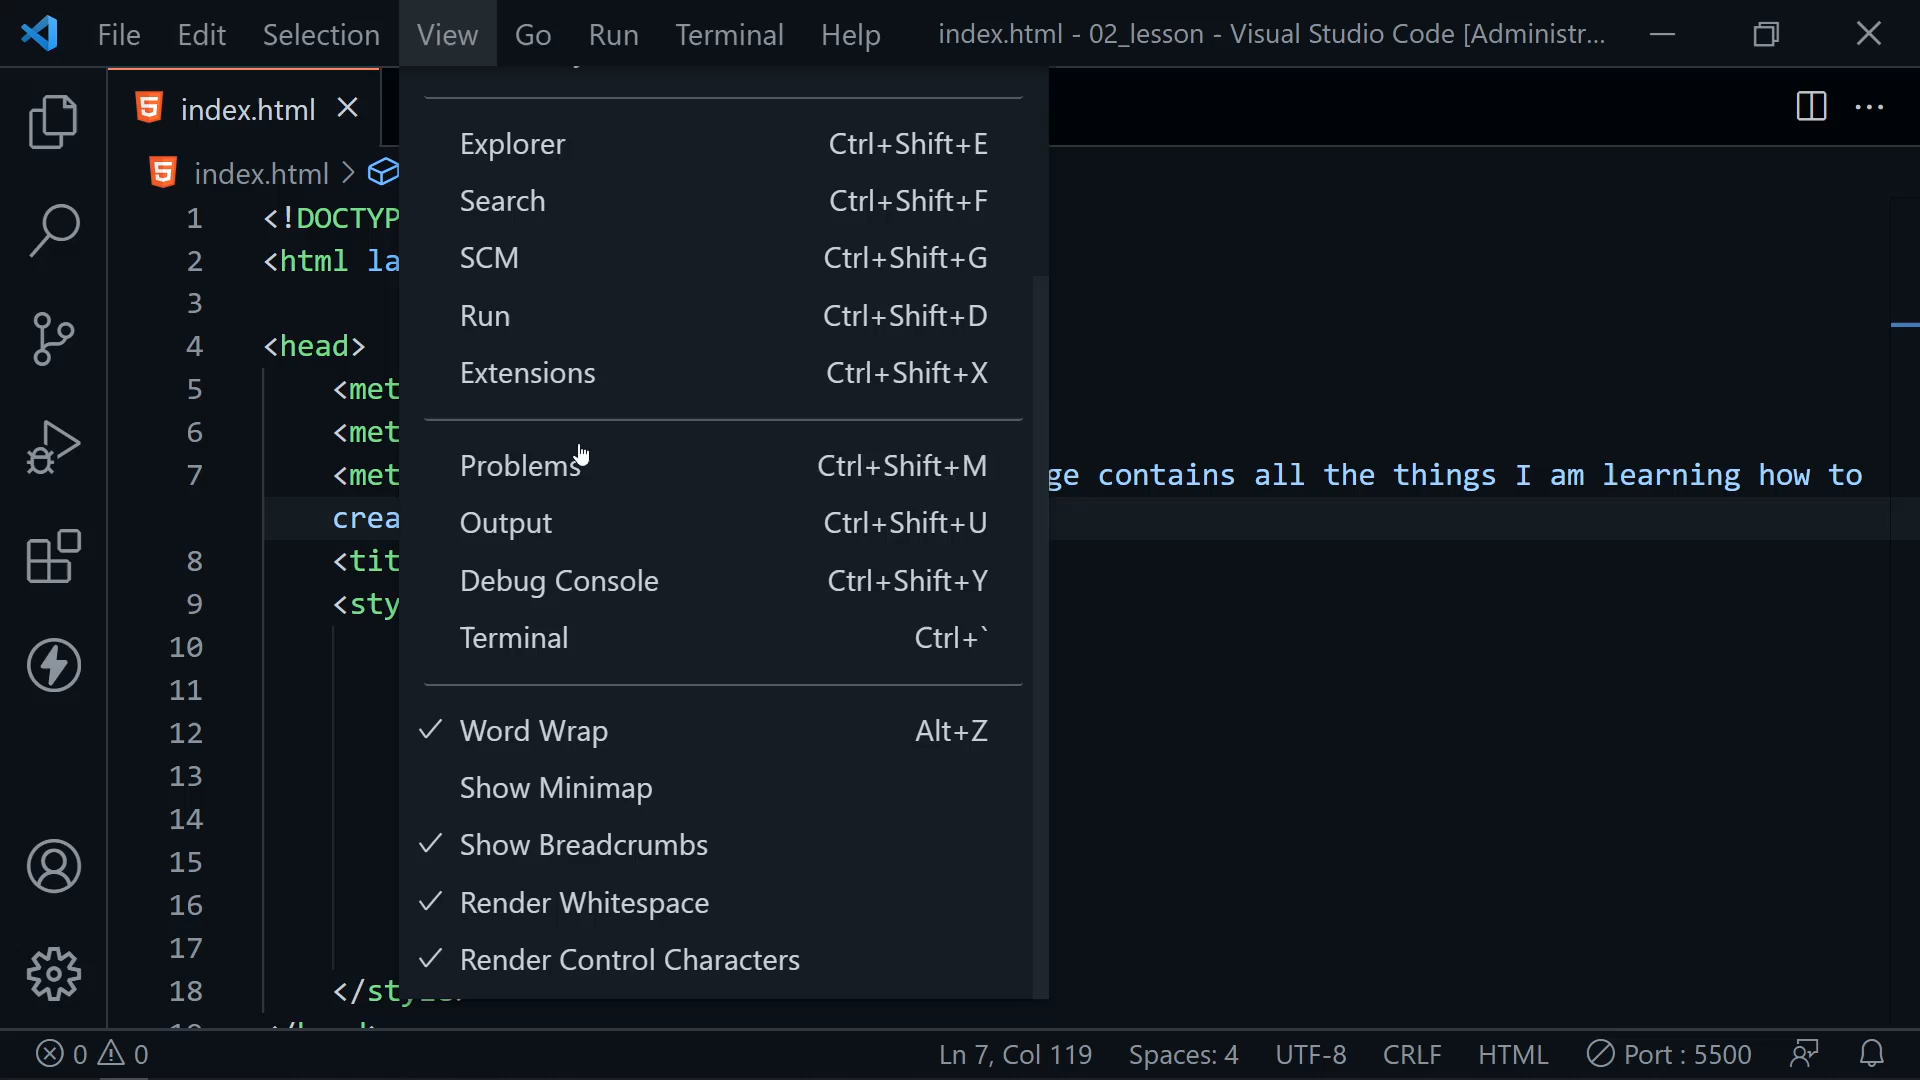 File Edit Selection View Go Run Terminal Help index.html - 02_lesson - Visual Studio Code [Administr...
index.html
index.html >
1 <!DOCTYP
2 <html la
3
4 <head>
5 <met
6 <met
7 <met ge contains all the things I am learning how to
crea
8 <tit
9 <sty
10
11
12
13
14
15
16
17
18 </sty
Explorer Ctrl+Shift+E
Search Ctrl+Shift+F
SCM Ctrl+Shift+G
Run Ctrl+Shift+D
Extensions Ctrl+Shift+X
Problems Ctrl+Shift+M
Output Ctrl+Shift+U
Debug Console Ctrl+Shift+Y
Terminal Ctrl+`
Word Wrap Alt+Z
Show Minimap
Show Breadcrumbs
Render Whitespace
Render Control Characters
0 0 Ln 7, Col 119 Spaces: 4 UTF-8 CRLF HTML Port : 5500